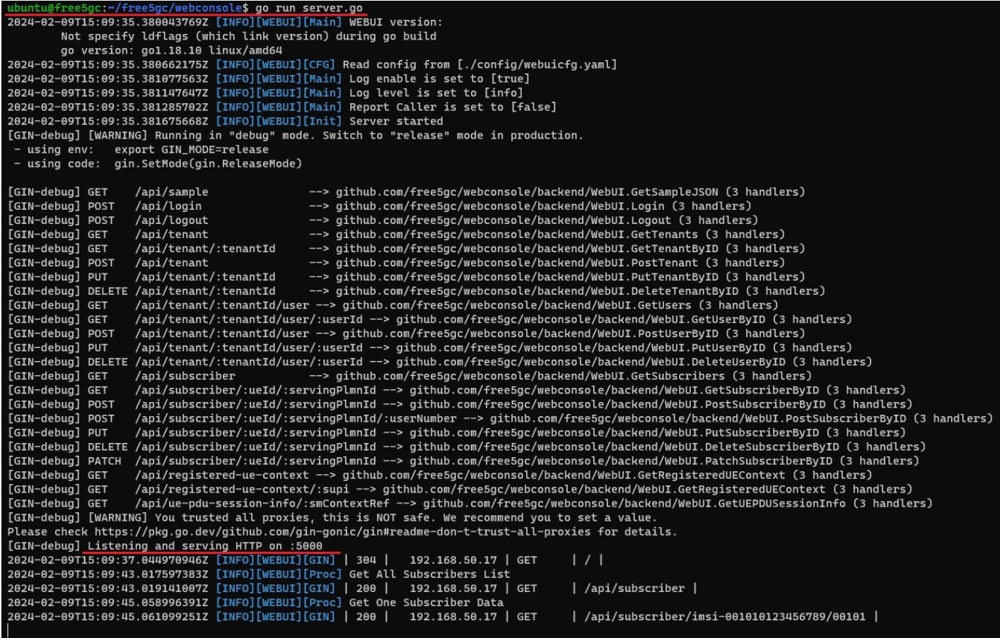 ubuntu@free5gc:~/free5gc/webconsole$ go run server.go
2024-02-09T15:09:35.380043769Z [INFO][WEBUI][Main] WEBUI version:
        Not specify ldflags (which link version) during go build
        go version: go1.18.10 linux/amd64
2024-02-09T15:09:35.380662175Z [INFO][WEBUI][CFG] Read config from [./config/webuicfg.yaml]
2024-02-09T15:09:35.381077563Z [INFO][WEBUI][Main] Log enable is set to [true]
2024-02-09T15:09:35.381147647Z [INFO][WEBUI][Main] Log level is set to [info]
2024-02-09T15:09:35.381285702Z [INFO][WEBUI][Main] Report Caller is set to [false]
2024-02-09T15:09:35.381675668Z [INFO][WEBUI][Init] Server started
[GIN-debug] [WARNING] Running in "debug" mode. Switch to "release" mode in production.
 - using env:   export GIN_MODE=release
 - using code:  gin.SetMode(gin.ReleaseMode)
[GIN-debug] GET    /api/sample               --> github.com/free5gc/webconsole/backend/WebUI.GetSampleJSON (3 handlers)
[GIN-debug] POST   /api/login                --> github.com/free5gc/webconsole/backend/WebUI.Login (3 handlers)
[GIN-debug] POST   /api/logout               --> github.com/free5gc/webconsole/backend/WebUI.Logout (3 handlers)
[GIN-debug] GET    /api/tenant               --> github.com/free5gc/webconsole/backend/WebUI.GetTenants (3 handlers)
[GIN-debug] GET    /api/tenant/:tenantId     --> github.com/free5gc/webconsole/backend/WebUI.GetTenantByID (3 handlers)
[GIN-debug] POST   /api/tenant               --> github.com/free5gc/webconsole/backend/WebUI.PostTenant (3 handlers)
[GIN-debug] PUT    /api/tenant/:tenantId     --> github.com/free5gc/webconsole/backend/WebUI.PutTenantByID (3 handlers)
[GIN-debug] DELETE /api/tenant/:tenantId     --> github.com/free5gc/webconsole/backend/WebUI.DeleteTenantByID (3 handlers)
[GIN-debug] GET    /api/tenant/:tenantId/user --> github.com/free5gc/webconsole/backend/WebUI.GetUsers (3 handlers)
[GIN-debug] GET    /api/tenant/:tenantId/user/:userId --> github.com/free5gc/webconsole/backend/WebUI.GetUserByID (3 handlers)
[GIN-debug] POST   /api/tenant/:tenantId/user --> github.com/free5gc/webconsole/backend/WebUI.PostUserByID (3 handlers)
[GIN-debug] PUT    /api/tenant/:tenantId/user/:userId --> github.com/free5gc/webconsole/backend/WebUI.PutUserByID (3 handlers)
[GIN-debug] DELETE /api/tenant/:tenantId/user/:userId --> github.com/free5gc/webconsole/backend/WebUI.DeleteUserByID (3 handlers)
[GIN-debug] GET    /api/subscriber           --> github.com/free5gc/webconsole/backend/WebUI.GetSubscribers (3 handlers)
[GIN-debug] GET    /api/subscriber/:ueId/:servingPlmnId --> github.com/free5gc/webconsole/backend/WebUI.GetSubscriberByID (3 handlers)
[GIN-debug] POST   /api/subscriber/:ueId/:servingPlmnId --> github.com/free5gc/webconsole/backend/WebUI.PostSubscriberByID (3 handlers)
[GIN-debug] POST   /api/subscriber/:ueId/:servingPlmnId/:userNumber --> github.com/free5gc/webconsole/backend/WebUI.PostSubscriberByID (3 handlers)
[GIN-debug] PUT    /api/subscriber/:ueId/:servingPlmnId --> github.com/free5gc/webconsole/backend/WebUI.PutSubscriberByID (3 handlers)
[GIN-debug] DELETE /api/subscriber/:ueId/:servingPlmnId --> github.com/free5gc/webconsole/backend/WebUI.DeleteSubscriberByID (3 handlers)
[GIN-debug] PATCH  /api/subscriber/:ueId/:servingPlmnId --> github.com/free5gc/webconsole/backend/WebUI.PatchSubscriberByID (3 handlers)
[GIN-debug] GET    /api/registered-ue-context --> github.com/free5gc/webconsole/backend/WebUI.GetRegisteredUEContext (3 handlers)
[GIN-debug] GET    /api/registered-ue-context/:supi --> github.com/free5gc/webconsole/backend/WebUI.GetRegisteredUEContext (3 handlers)
[GIN-debug] GET    /api/ue-pdu-session-info/:smContextRef --> github.com/free5gc/webconsole/backend/WebUI.GetUEPDUSessionInfo (3 handlers)
[GIN-debug] [WARNING] You trusted all proxies, this is NOT safe. We recommend you to set a value.
Please check https://pkg.go.dev/github.com/gin-gonic/gin#readme-don-t-trust-all-proxies for details.
[GIN-debug] Listening and serving HTTP on :5000
2024-02-09T15:09:37.044970946Z [INFO][WEBUI][GIN] | 304 |   192.168.50.17 | GET     | / |
2024-02-09T15:09:43.017597383Z [INFO][WEBUI][Proc] Get All Subscribers List
2024-02-09T15:09:43.019141007Z [INFO][WEBUI][GIN] | 200 |   192.168.50.17 | GET     | /api/subscriber |
2024-02-09T15:09:45.058996391Z [INFO][WEBUI][Proc] Get One Subscriber Data
2024-02-09T15:09:45.061099251Z [INFO][WEBUI][GIN] | 200 |   192.168.50.17 | GET     | /api/subscriber/imsi-001010123456789/00101 |